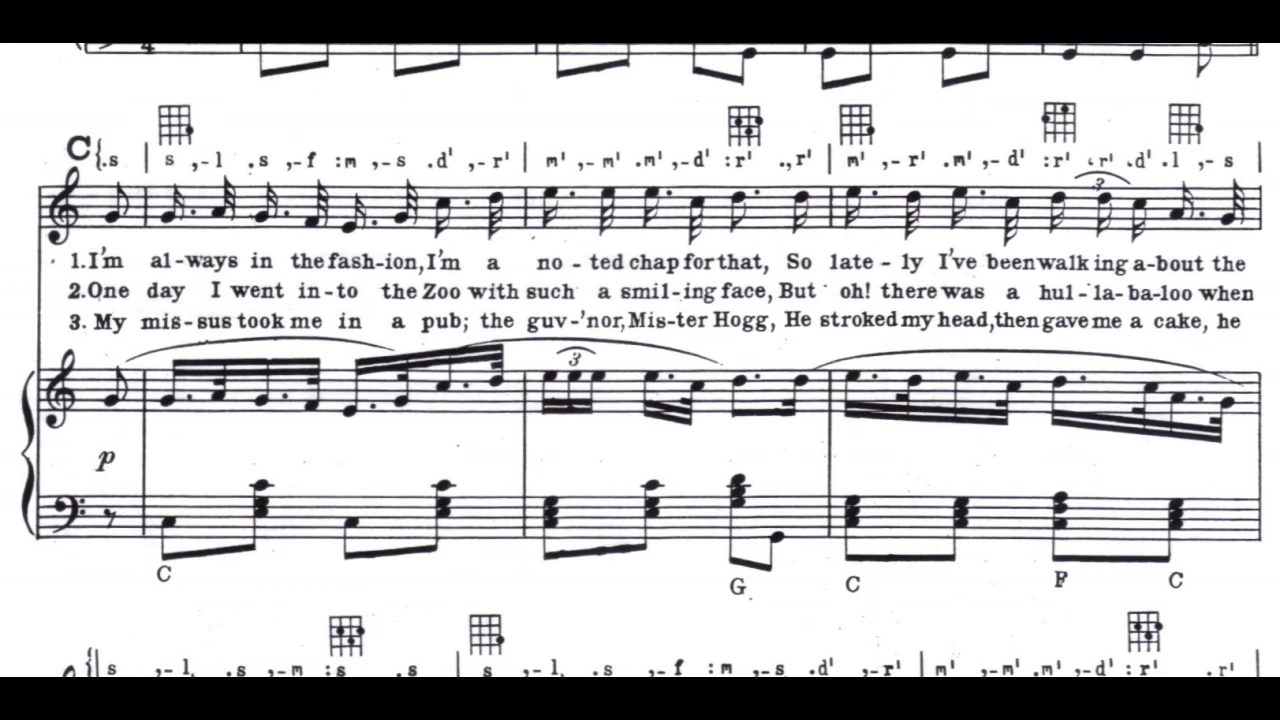 4
C {.s | s ,-l .s ,-f :m ,-s .d' ,-r' | m' ,-m' .m' ,-d' :r' .,r' | m' ,-r' .m' ,-d' :r' ,r' .d' .l ,-s |
3
1.I'm al-ways in the fash-ion, I'm a no - ted chap for that, So late - ly I've been walk ing a-bout the
2.One day I went in-to the Zoo with such a smil-ing face, But oh! there was a hul-la-ba-loo when
3. My mis-sus took me in a pub; the guv-'nor, Mis-ter Hogg, He stroked my head, then gave me a cake, he
3
p
C G C F C
{| s ,-l .s ,-m :s .s | s ,-l .s ,-f :m ,-s .d' ,-r' | m' ,-m' .m' ,-d' :r' .r' |